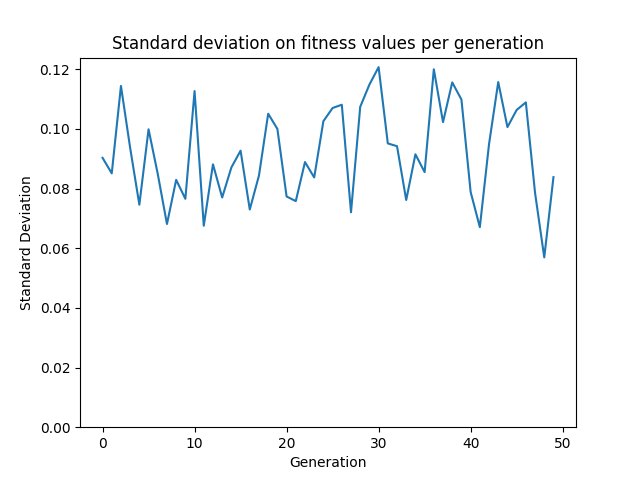 Standard deviation on fitness values per generation
0.12
0.10
0.08
0.06
0.04
0.02
0.00
Standard Deviation
0 10 20 30 40 50
Generation